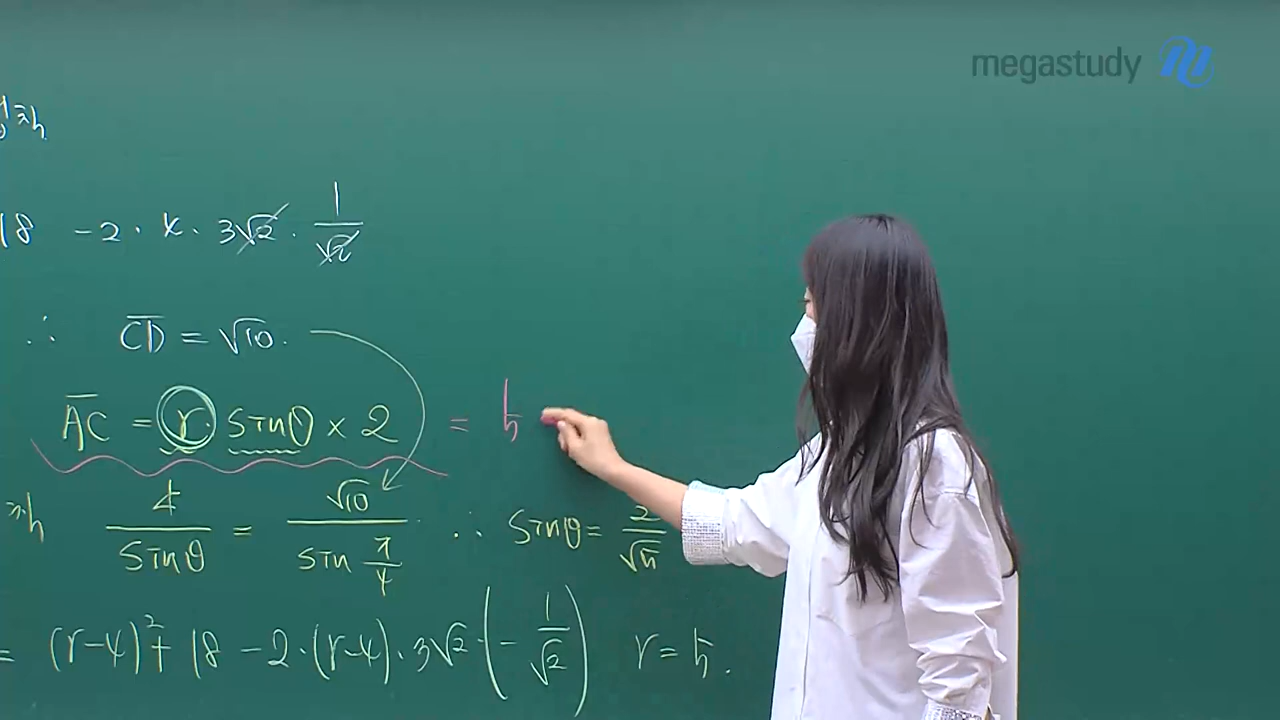 megastudy
18 - 2 · 4 · 3√2 · 1/√2
∴ CD = √10.
AC = r · sinθ × 2 = 5
4/sinθ = √10/sin π/4 ∴ sinθ = 2/√5
= (r-4)² + 18 - 2 · (r-4) · 3√2 · (- 1/√2) r = 5.